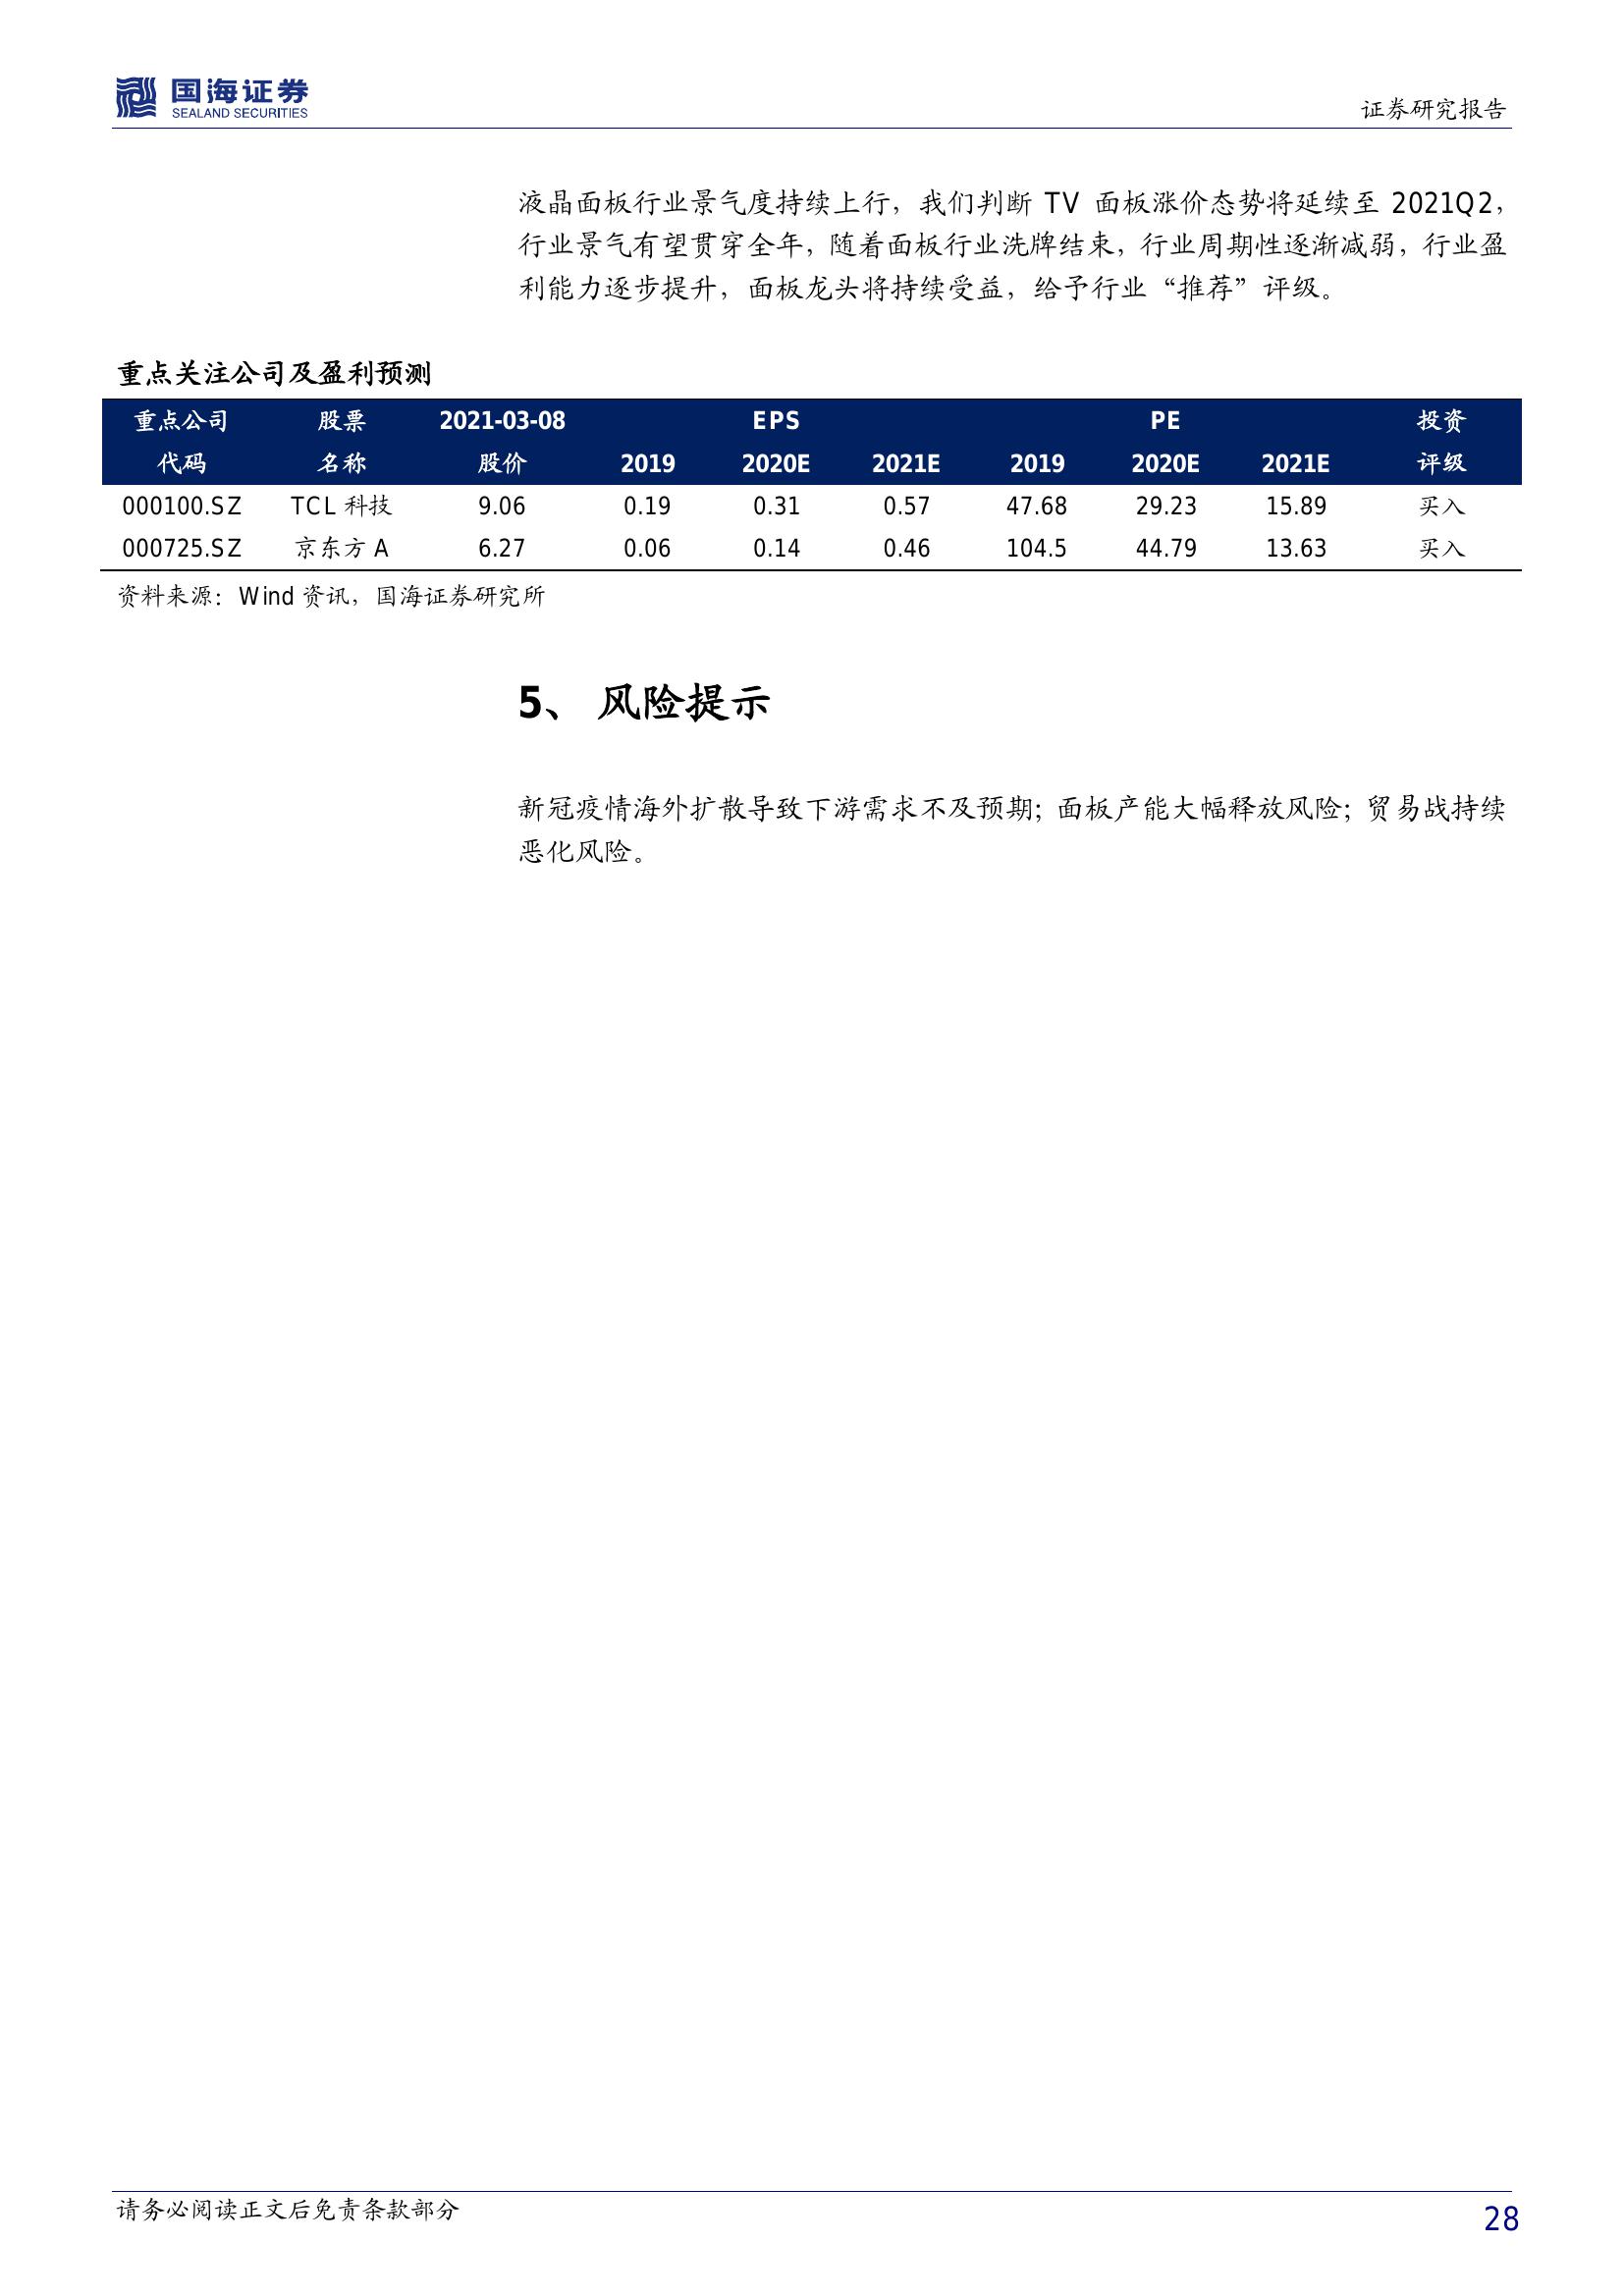 国海证券
SEALAND SECURITIES
证券研究报告
液晶面板行业景气度持续上行，我们判断 TV 面板涨价态势将延续至 2021Q2，
行业景气有望贯穿全年，随着面板行业洗牌结束，行业周期性逐渐减弱，行业盈
利能力逐步提升，面板龙头将持续受益，给予行业“推荐”评级。
重点关注公司及盈利预测
重点公司 股票 2021-03-08 EPS PE 投资
代码 名称 股价 2019 2020E 2021E 2019 2020E 2021E 评级
000100.SZ TCL 科技 9.06 0.19 0.31 0.57 47.68 29.23 15.89 买入
000725.SZ 京东方 A 6.27 0.06 0.14 0.46 104.5 44.79 13.63 买入
资料来源：Wind 资讯，国海证券研究所
5、 风险提示
新冠疫情海外扩散导致下游需求不及预期；面板产能大幅释放风险；贸易战持续
恶化风险。
请务必阅读正文后免责条款部分
28